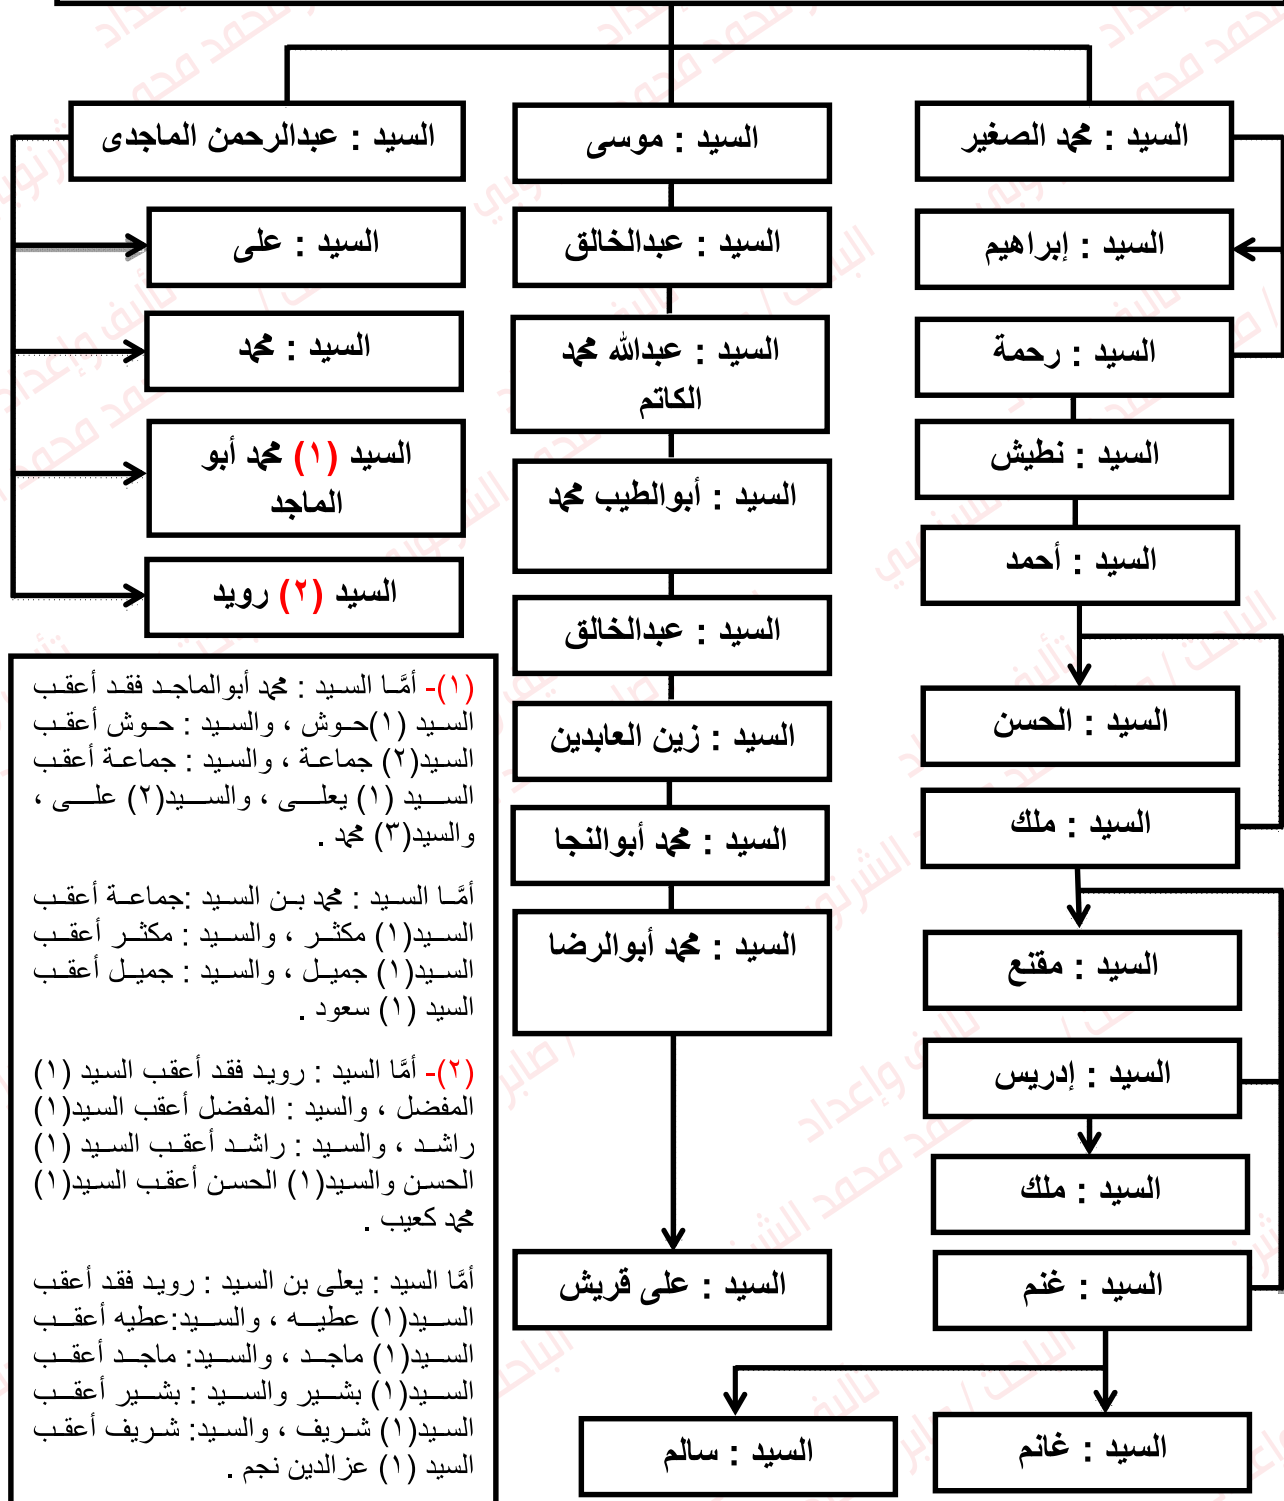 السيد : محمد الصغير
السيد : إبراهيم
السيد : رحمة
السيد : نطيش
السيد : أحمد
السيد : الحسن
السيد : ملك
السيد : مقنع
السيد : إدريس
السيد : ملك
السيد : غنم
السيد : غانم
السيد : سالم
السيد : موسى
السيد : عبدالخالق
السيد : عبدالله محمد
الكاتم
السيد : أبوالطيب محمد
السيد : عبدالخالق
السيد : زين العابدين
السيد : محمد أبوالنجا
السيد : محمد أبوالرضا
السيد : على قريش
السيد : عبدالرحمن الماجدى
السيد : على
السيد : محمد
السيد (١) محمد أبو
الماجد
السيد (٢) رويد
(١)- أمَّا السيد : محمد أبوالماجد فقد أعقب
السيد (١)حوش ، والسيد : حوش أعقب
السيد(٢) جماعة ، والسيد : جماعة أعقب
السيد (١) يعلى ، والسيد(٢) على ،
والسيد(٣) محمد .
أمَّا السيد : محمد بن السيد :جماعة أعقب
السيد(١) مكثر ، والسيد : مكثر أعقب
السيد(١) جميل ، والسيد : جميل أعقب
السيد (١) سعود .
(٢)- أمَّا السيد : رويد فقد أعقب السيد (١)
المفضل ، والسيد : المفضل أعقب السيد(١)
راشد ، والسيد : راشد أعقب السيد (١)
الحسن والسيد(١) الحسن أعقب السيد(١)
محمد كعيب .
أمَّا السيد : يعلى بن السيد : رويد فقد أعقب
السيد(١) عطيه ، والسيد:عطيه أعقب
السيد(١) ماجد ، والسيد: ماجد أعقب
السيد(١) بشير والسيد : بشير أعقب
السيد(١) شريف ، والسيد: شريف أعقب
السيد (١) عزالدين نجم .